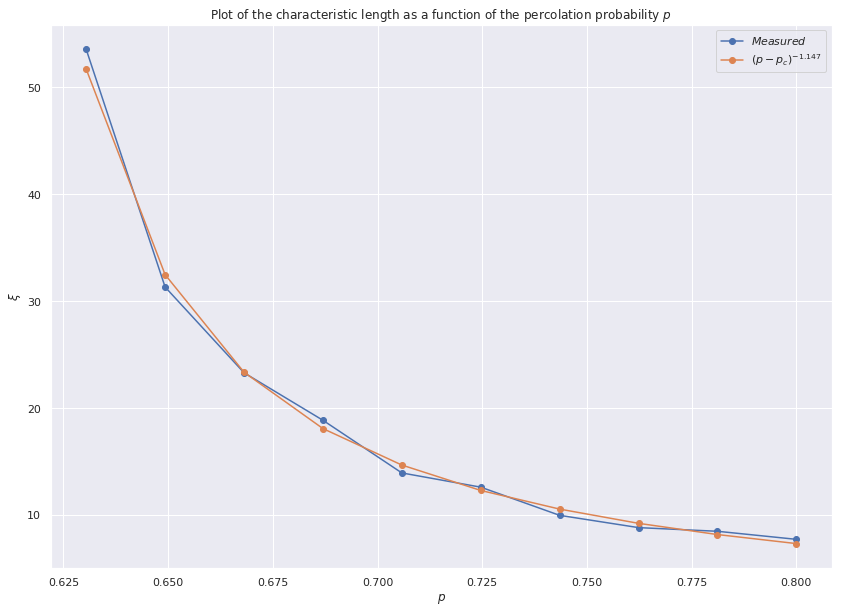 Plot of the characteristic length as a function of the percolation probability p
Measured
(p − p_c)^{−1.147}
50
40
30
20
10
ξ
0.625 0.650 0.675 0.700 0.725 0.750 0.775 0.800
p